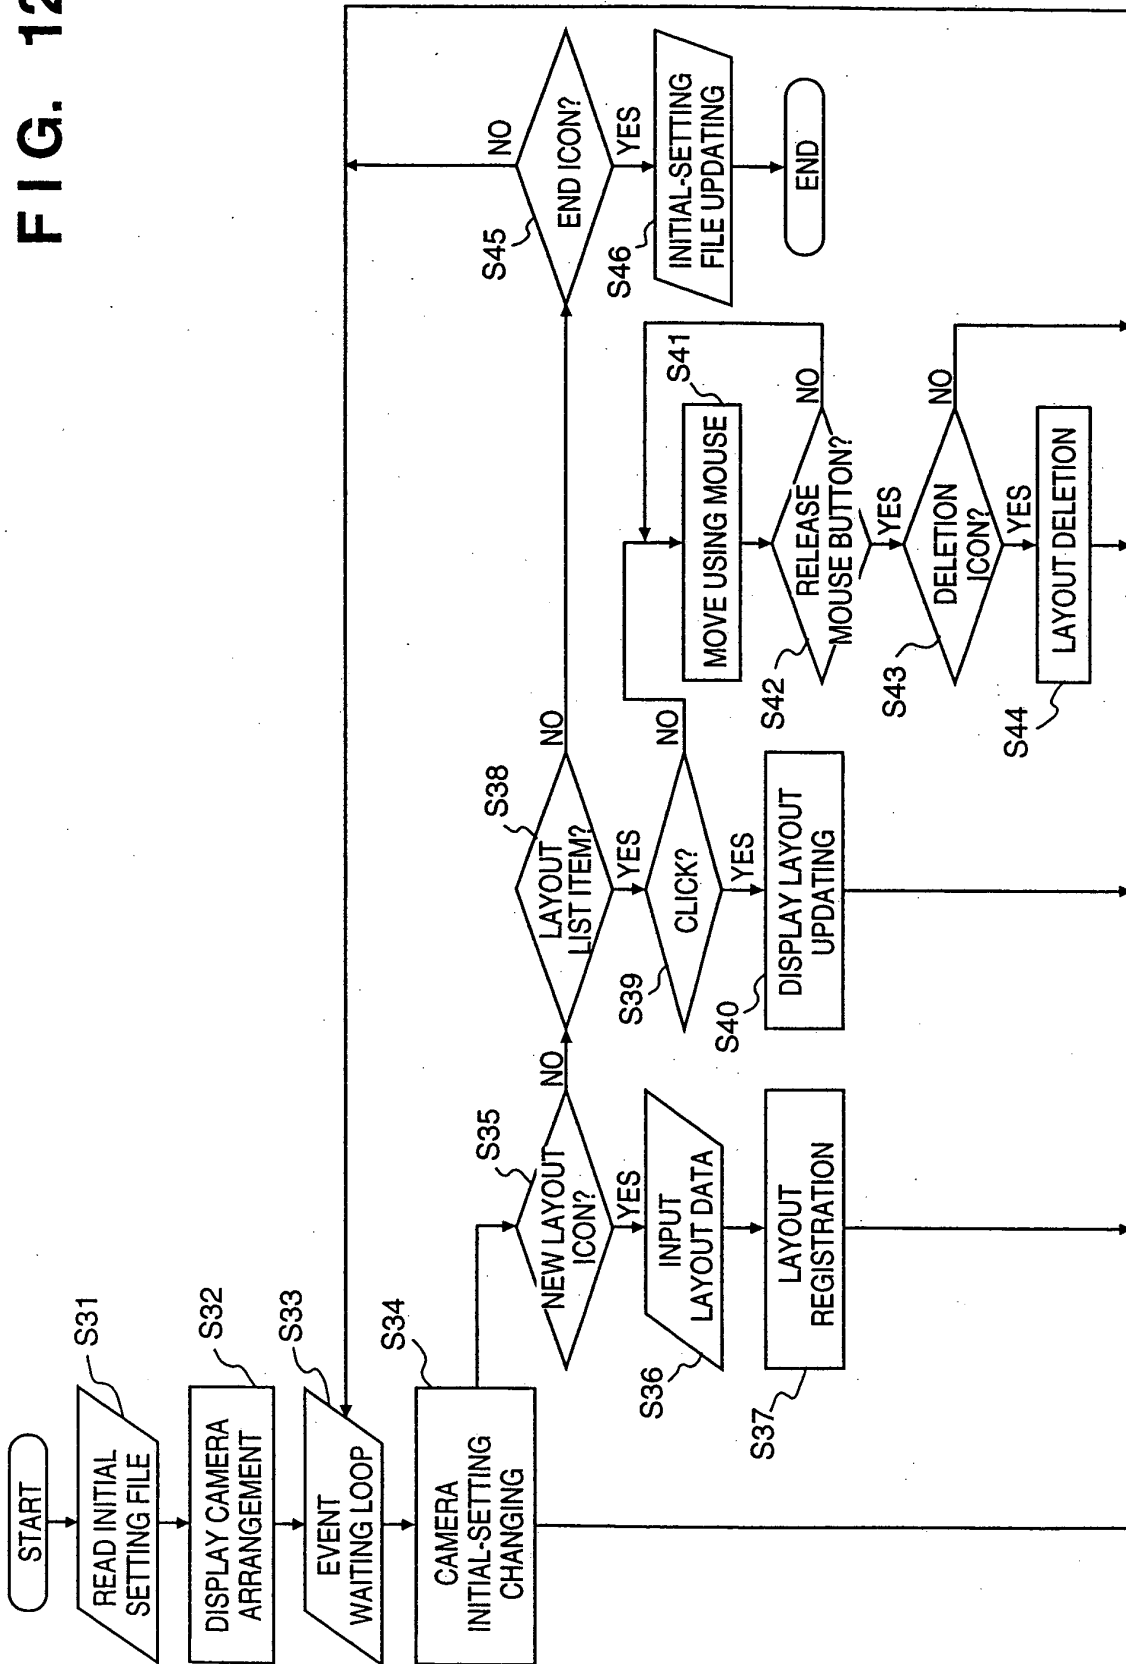 FIG. 12
START
READ INITIAL
SETTING FILE
S31
DISPLAY CAMERA
ARRANGEMENT
S32
EVENT
WAITING LOOP
S33
CAMERA
INITIAL-SETTING
CHANGING
S34
NEW LAYOUT
ICON?
S35
NO
YES
INPUT
LAYOUT DATA
S36
LAYOUT
REGISTRATION
S37
LAYOUT
LIST ITEM?
S38
NO
YES
CLICK?
S39
NO
YES
DISPLAY LAYOUT
UPDATING
S40
MOVE USING MOUSE
S41
RELEASE
MOUSE BUTTON?
S42
NO
YES
DELETION
ICON?
S43
NO
YES
LAYOUT DELETION
S44
END ICON?
S45
NO
YES
INITIAL-SETTING
FILE UPDATING
S46
END